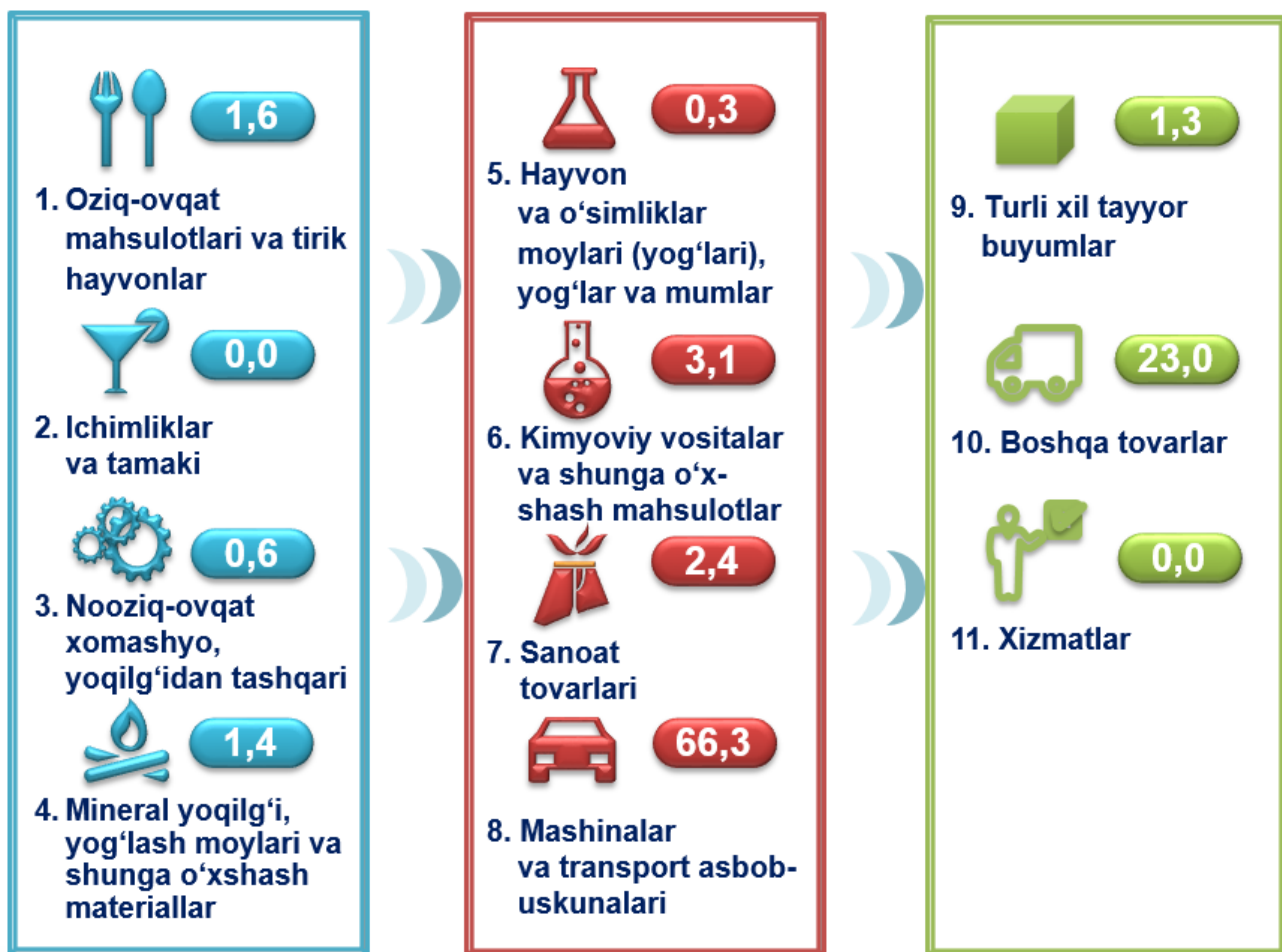 1,6
1. Oziq-ovqat
mahsulotlari va tirik
hayvonlar
0,0
2. Ichimliklar
va tamaki
0,6
3. Nooziq-ovqat
xomashyo,
yoqilg‘idan tashqari
1,4
4. Mineral yoqilg‘i,
yog‘lash moylari va
shunga o‘xshash
materiallar
0,3
5. Hayvon
va o‘simliklar
moylari (yog‘lari),
yog‘lar va mumlar
3,1
6. Kimyoviy vositalar
va shunga o‘x-
shash mahsulotlar
2,4
7. Sanoat
tovarlari
66,3
8. Mashinalar
va transport asbob-
uskunalari
1,3
9. Turli xil tayyor
buyumlar
23,0
10. Boshqa tovarlar
0,0
11. Xizmatlar